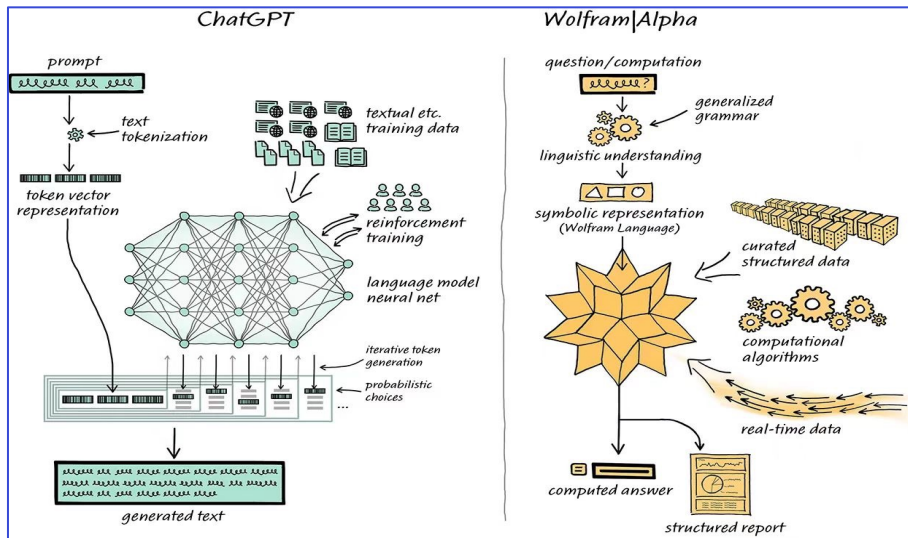 ChatGPT
prompt
text
tokenization
token vector
representation
textual etc.
training data
reinforcement
training
language model
neural net
iterative token
generation
probabilistic
choices
...
generated text
Wolfram|Alpha
question/computation
?
generalized
grammar
linguistic understanding
symbolic representation
(Wolfram Language)
curated
structured data
computational
algorithms
real-time data
computed answer
structured report